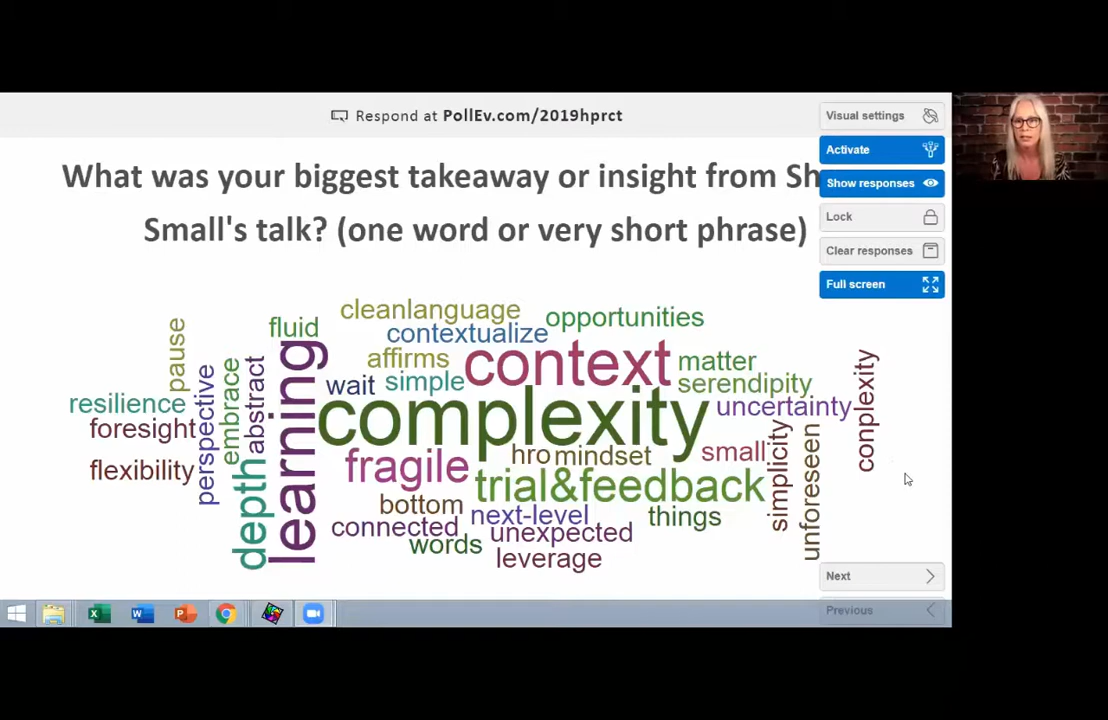 Respond at PollEv.com/2019hprct
What was your biggest takeaway or insight from Sh
Small's talk? (one word or very short phrase)
Visual settings
Activate
Show responses
Lock
Clear responses
Full screen
cleanlanguage
opportunities
fluid
contextualize
pause
affirms
context
matter
wait
simple
serendipity
resilience
perspective
embrace
abstract
learning
complexity
uncertainty
conplexity
foresight
hro
mindset
small
flexibility
fragile
simplicity
unforeseen
depth
trial&feedback
bottom
next-level
things
connected
unexpected
words
leverage
Next
Previous